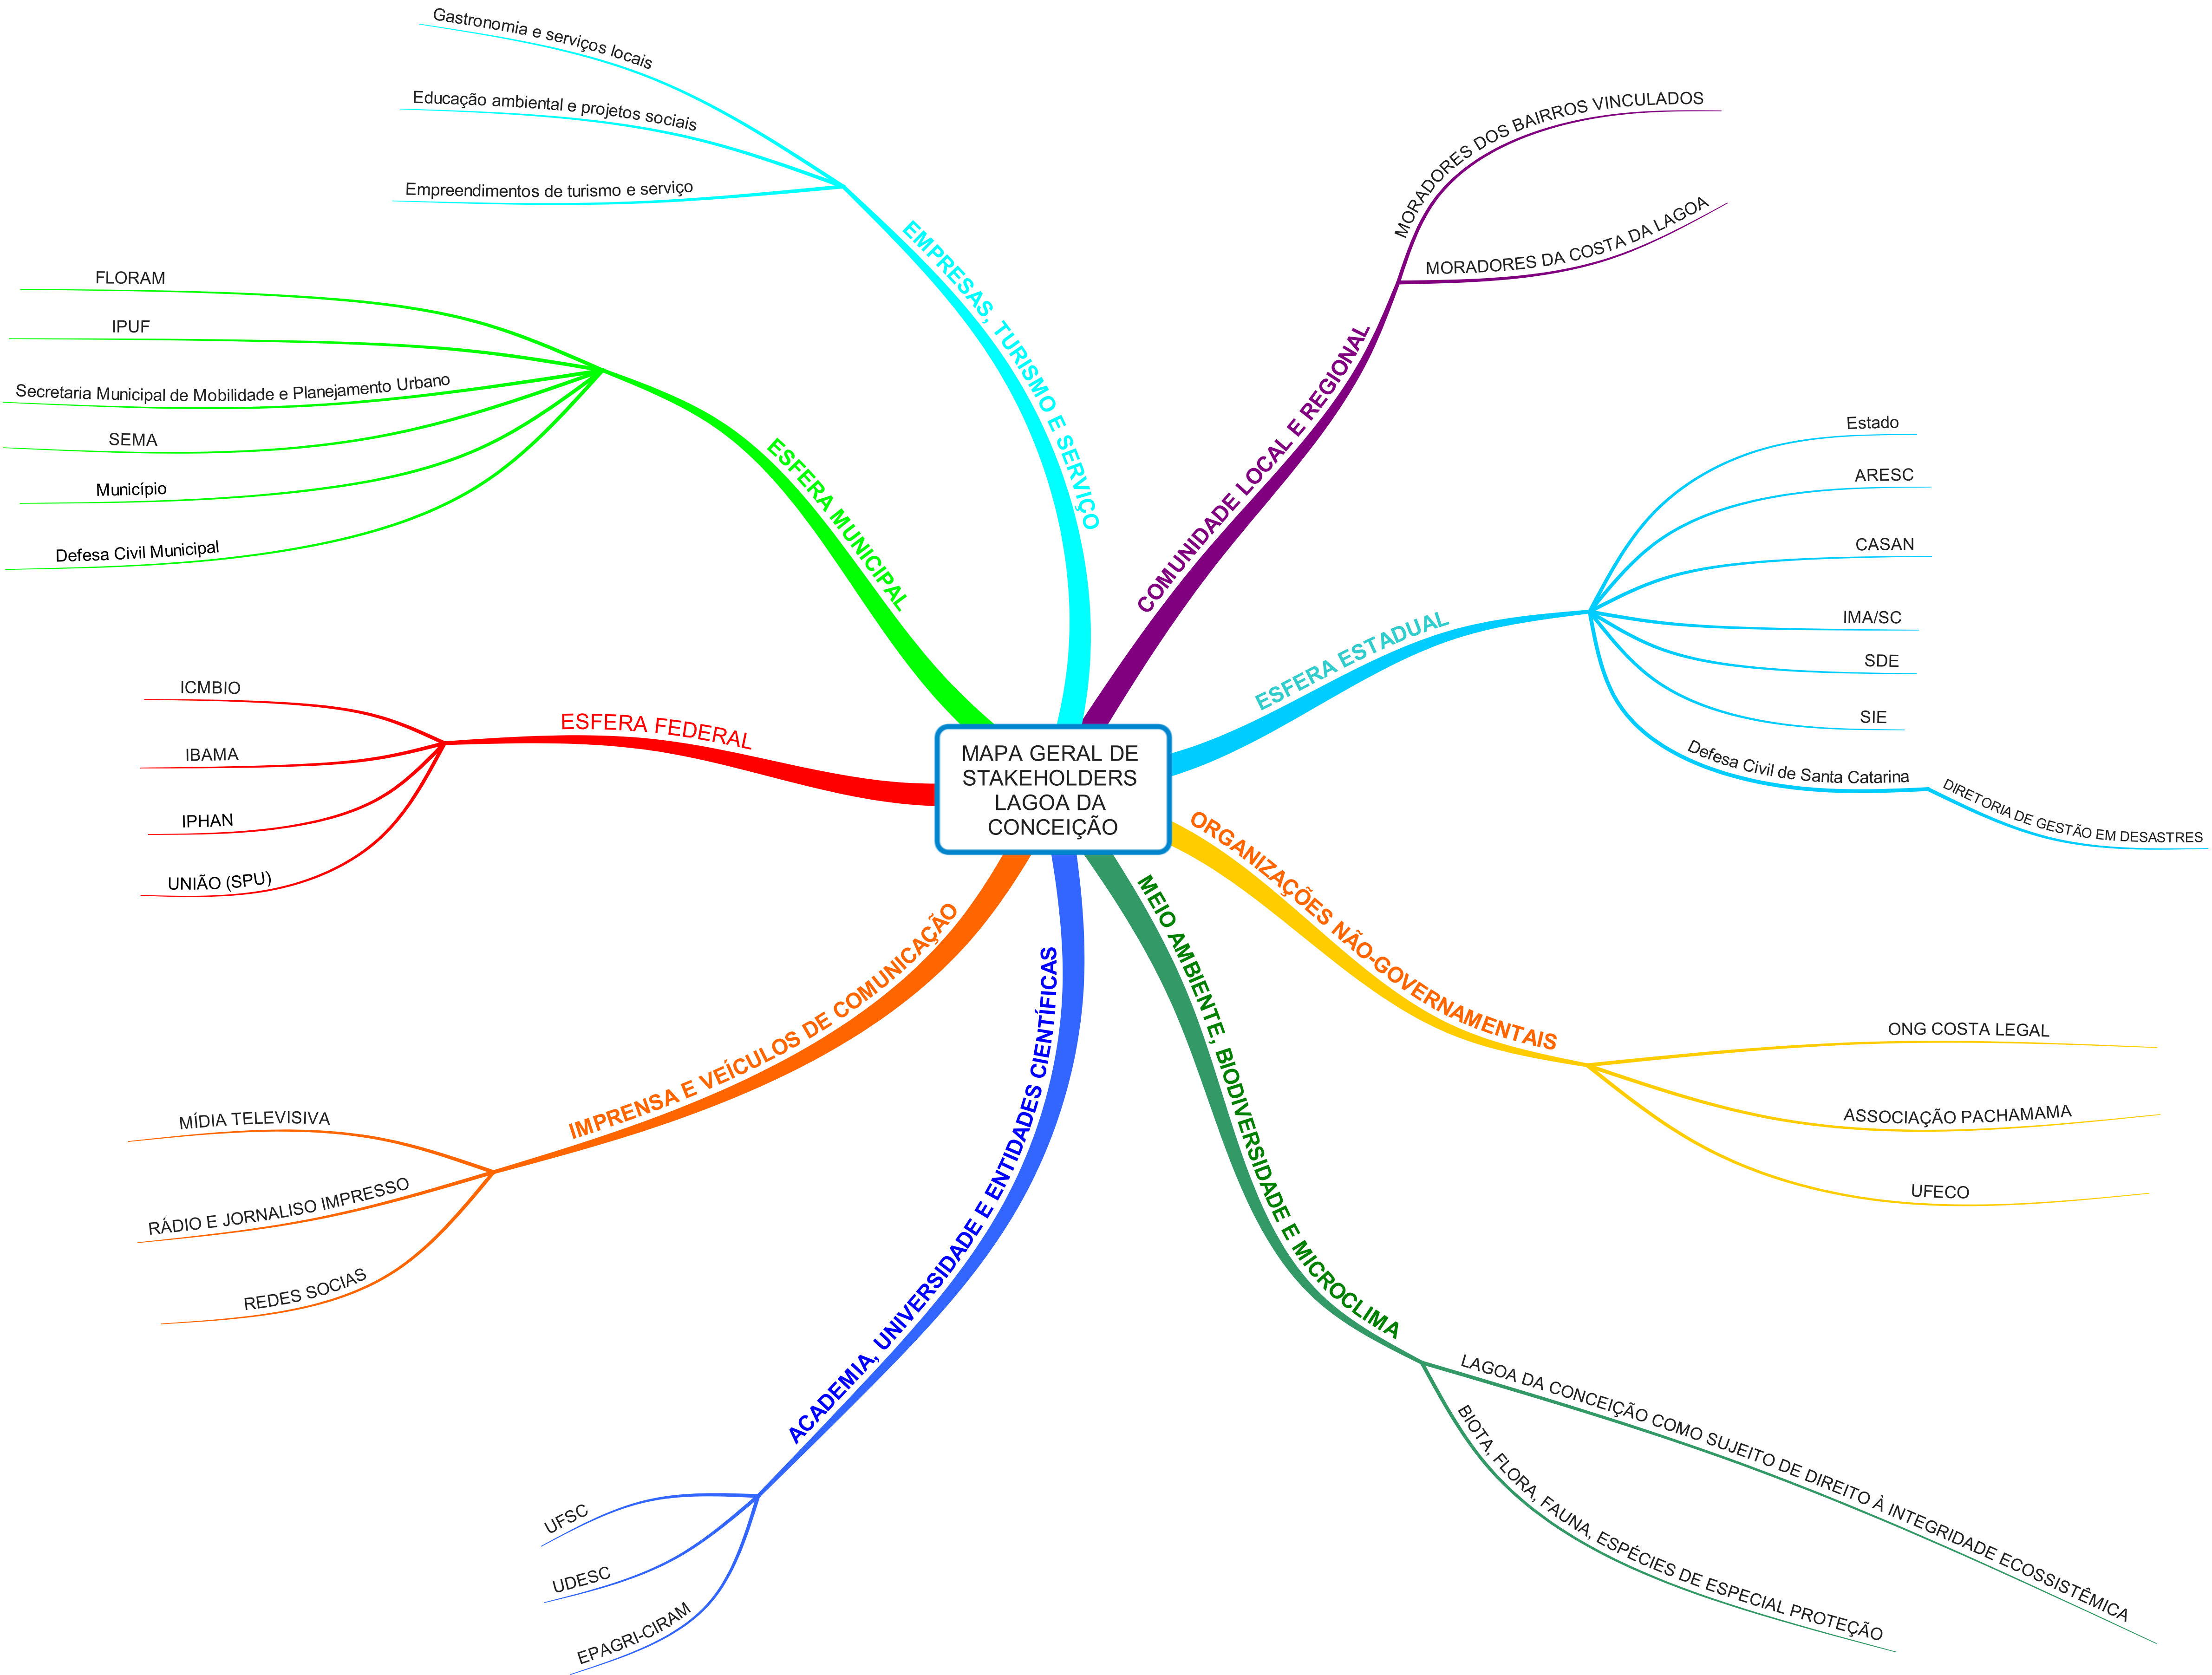 MAPA GERAL DE
STAKEHOLDERS
LAGOA DA
CONCEIÇÃO
EMPRESAS, TURISMO E SERVIÇO
Gastronomia e serviços locais
Educação ambiental e projetos sociais
Empreendimentos de turismo e serviço
ESFERA MUNICIPAL
FLORAM
IPUF
Secretaria Municipal de Mobilidade e Planejamento Urbano
SEMA
Município
Defesa Civil Municipal
ESFERA FEDERAL
ICMBIO
IBAMA
IPHAN
UNIÃO (SPU)
IMPRENSA E VEÍCULOS DE COMUNICAÇÃO
MÍDIA TELEVISIVA
RÁDIO E JORNALISO IMPRESSO
REDES SOCIAS
ACADEMIA, UNIVERSIDADE E ENTIDADES CIENTÍFICAS
UFSC
UDESC
EPAGRI-CIRAM
COMUNIDADE LOCAL E REGIONAL
MORADORES DOS BAIRROS VINCULADOS
MORADORES DA COSTA DA LAGOA
ESFERA ESTADUAL
Estado
ARESC
CASAN
IMA/SC
SDE
SIE
Defesa Civil de Santa Catarina
DIRETORIA DE GESTÃO EM DESASTRES
ORGANIZAÇÕES NÃO-GOVERNAMENTAIS
ONG COSTA LEGAL
ASSOCIAÇÃO PACHAMAMA
UFECO
MEIO AMBIENTE, BIODIVERSIDADE E MICROCLIMA
LAGOA DA CONCEIÇÃO COMO SUJEITO DE DIREITO À INTEGRIDADE ECOSSISTÊMICA
BIOTA, FLORA, FAUNA, ESPÉCIES DE ESPECIAL PROTEÇÃO